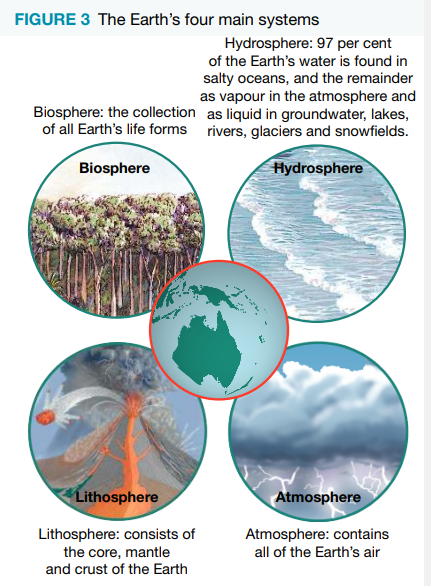 FIGURE 3 The Earth’s four main systems
Hydrosphere: 97 per cent
of the Earth’s water is found in
salty oceans, and the remainder
as vapour in the atmosphere and
as liquid in groundwater, lakes,
rivers, glaciers and snowfields.
Biosphere: the collection
of all Earth’s life forms
Biosphere
Hydrosphere
Lithosphere
Atmosphere
Lithosphere: consists of
the core, mantle
and crust of the Earth
Atmosphere: contains
all of the Earth’s air